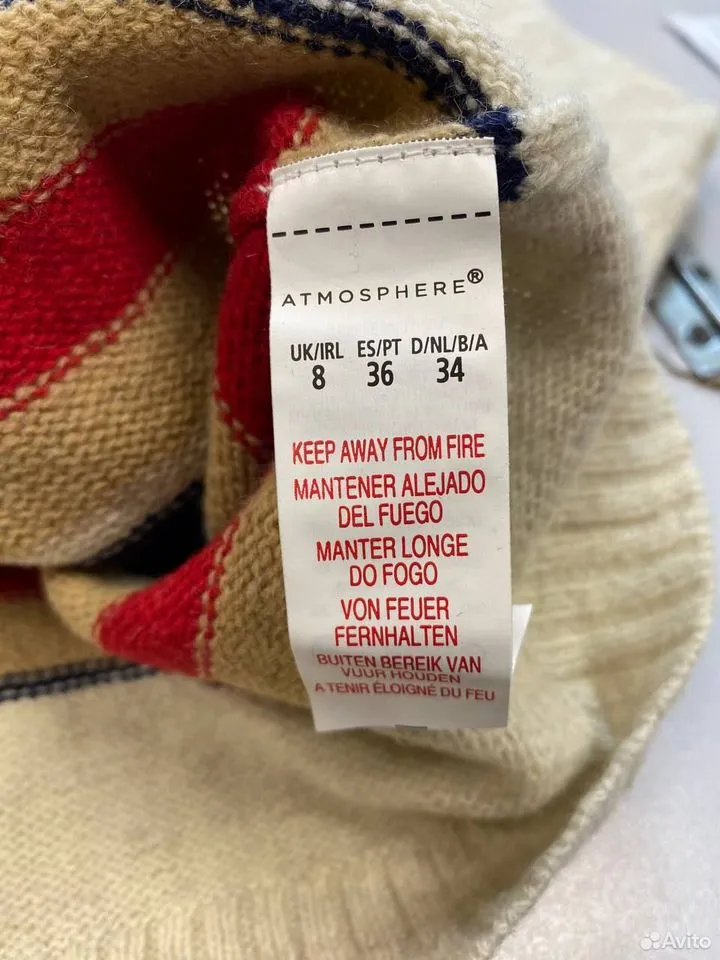 ATMOSPHERE®
UK/IRL ES/PT D/NL/B/A
8 36 34
KEEP AWAY FROM FIRE
MANTENER ALEJADO
DEL FUEGO
MANTER LONGE
DO FOGO
VON FEUER
FERNHALTEN
BUITEN BEREIK VAN
VUUR HOUDEN
A TENIR ÉLOIGNÉ DU FEU
Avito